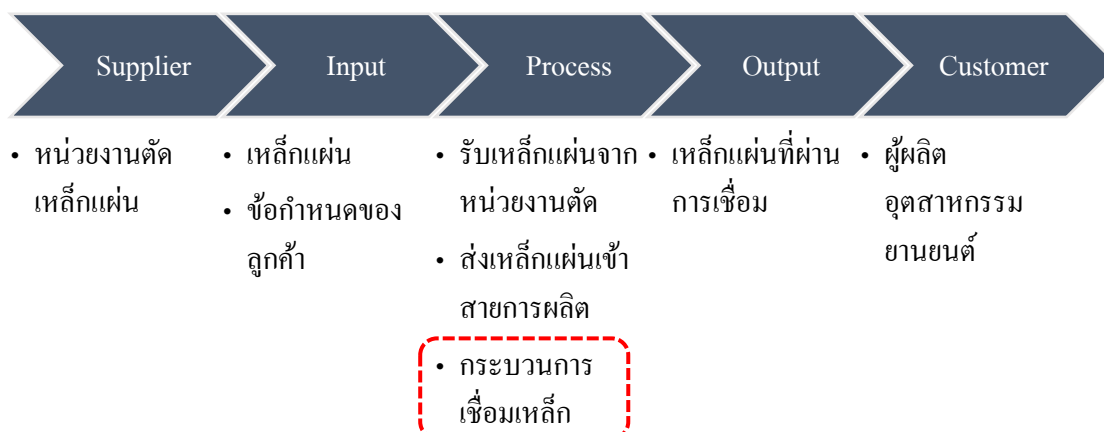 Supplier
Input
Process
Output
Customer
• หน่วยงานตัด
เหล็กแผ่น
• เหล็กแผ่น
• ข้อกำหนดของ
ลูกค้า
• รับเหล็กแผ่นจาก
หน่วยงานตัด
• ส่งเหล็กแผ่นเข้า
สายการผลิต
• กระบวนการ
เชื่อมเหล็ก
• เหล็กแผ่นที่ผ่าน
การเชื่อม
• ผู้ผลิต
อุตสาหกรรม
ยานยนต์